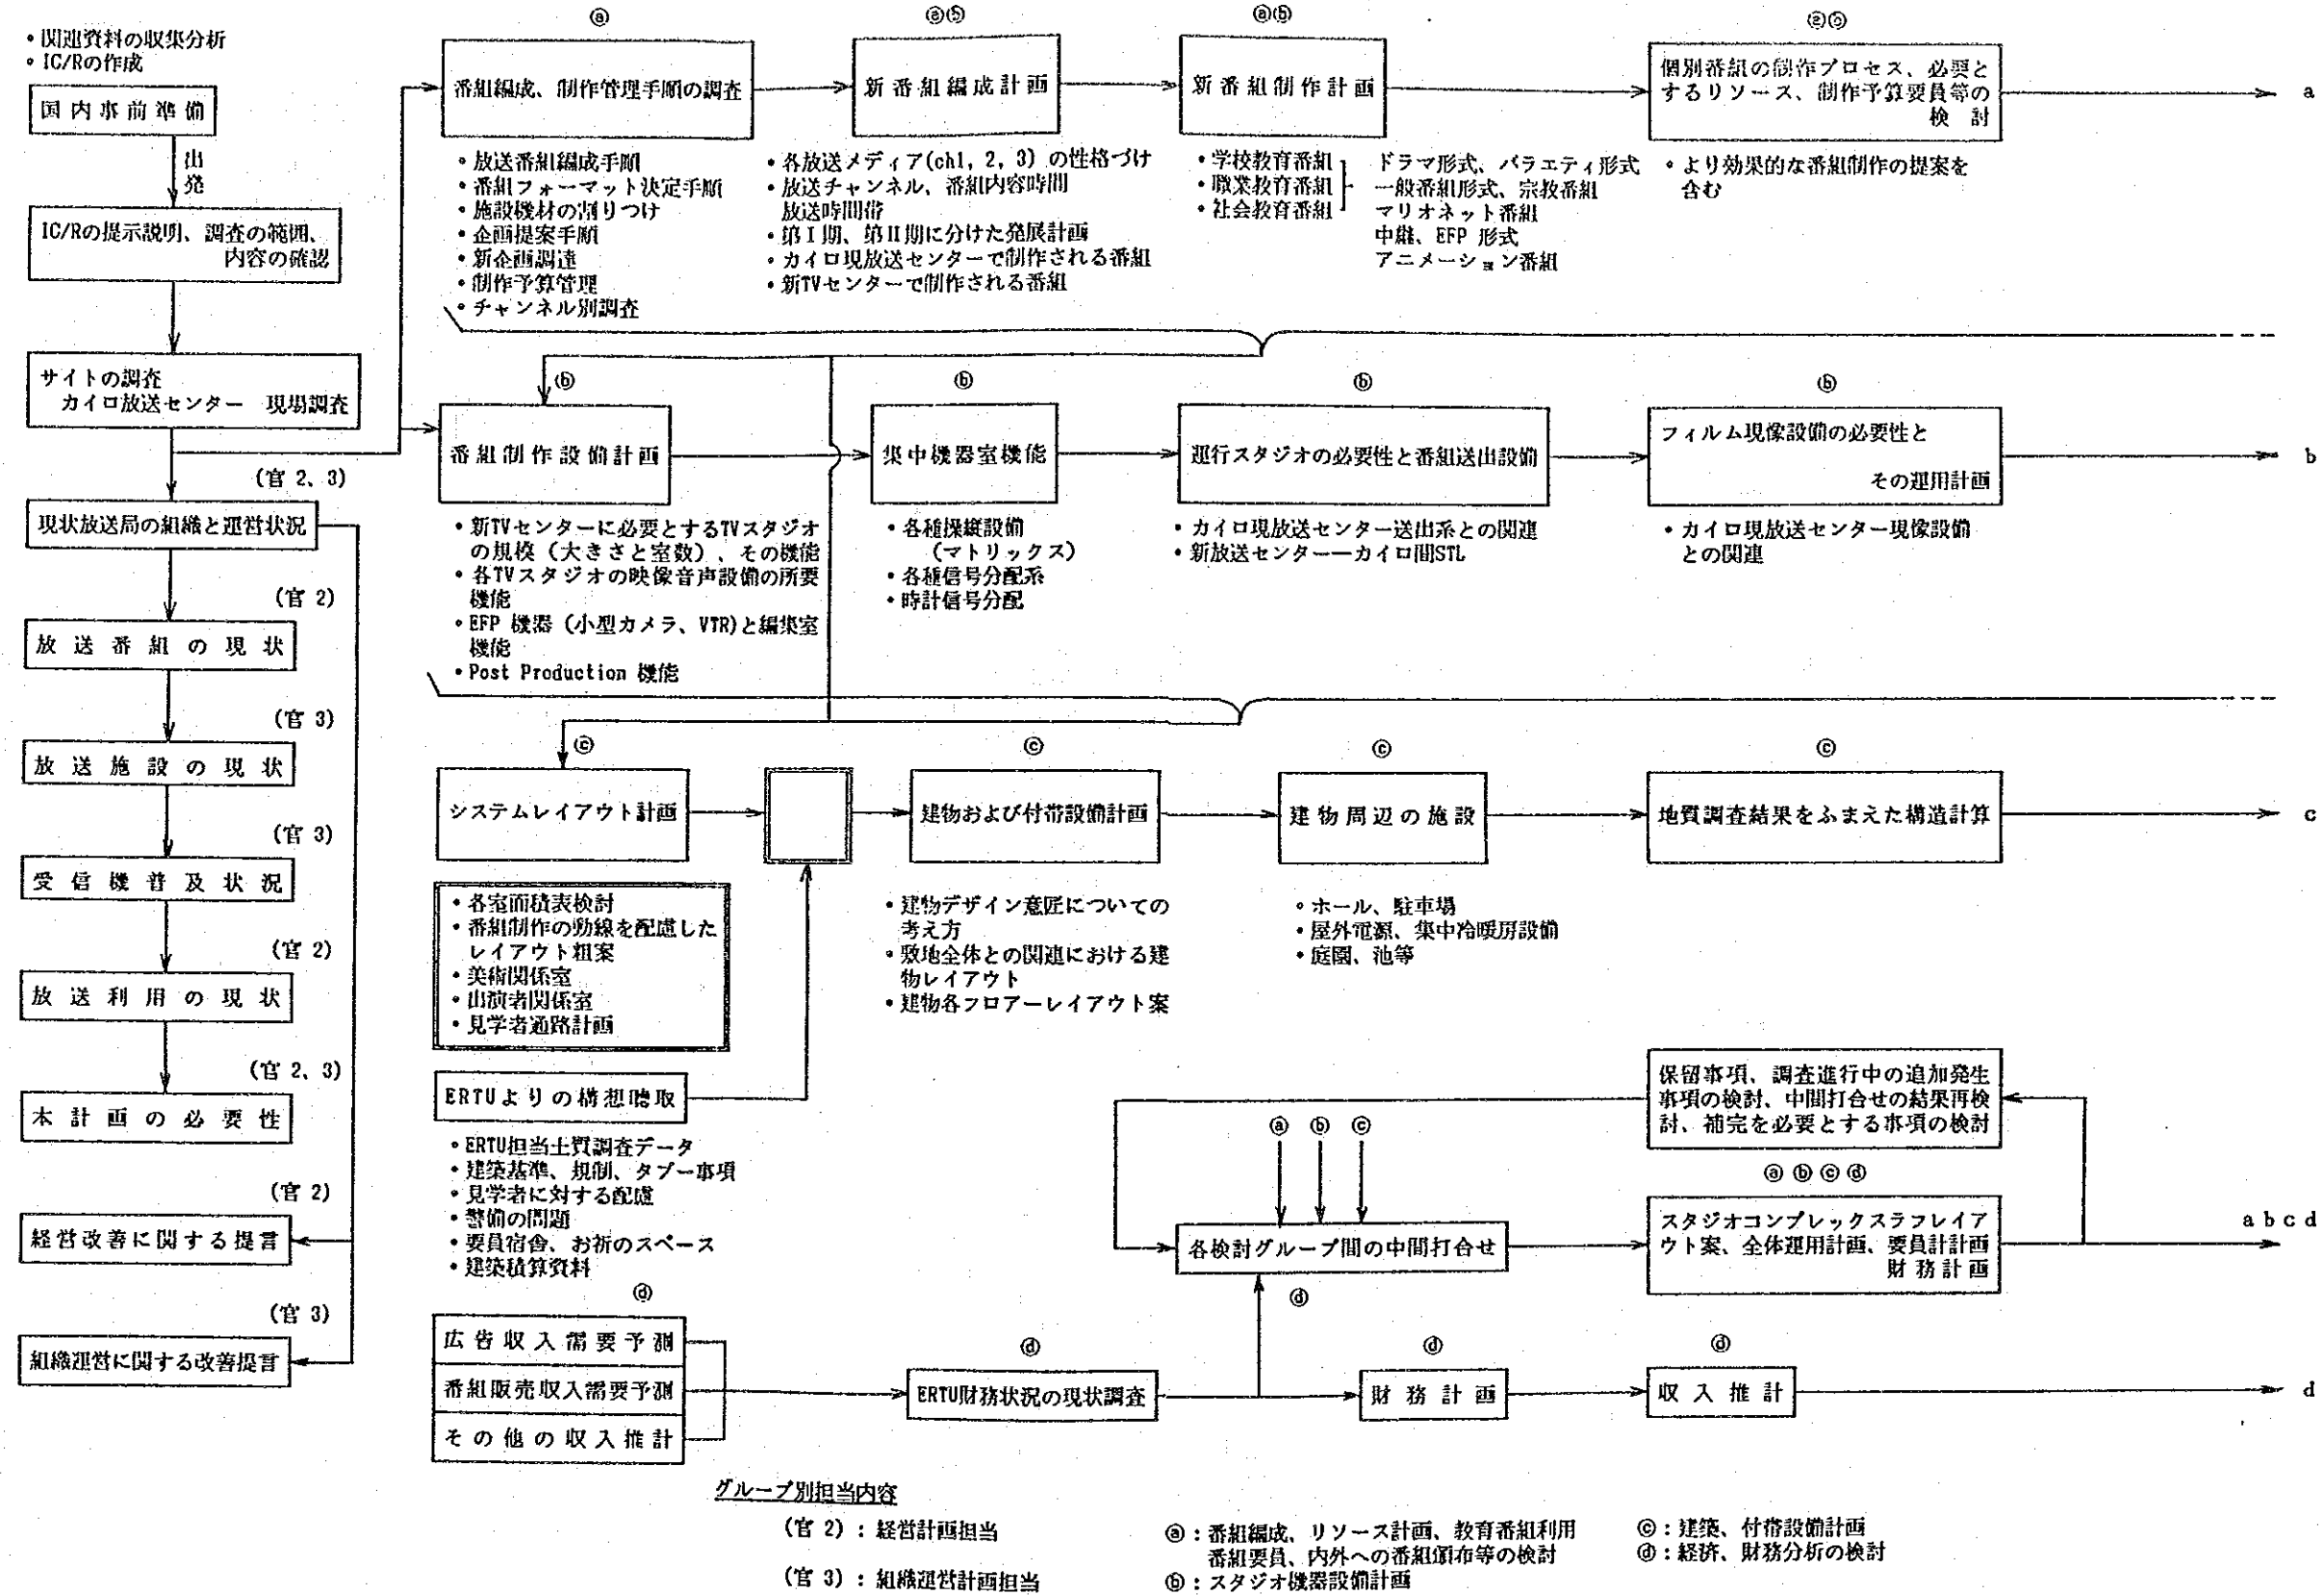 ・関連資料の収集分析
・IC/Rの作成
国内事前準備
出
発
IC/Rの提示説明、調査の範囲、
内容の確認
サイトの調査
カイロ放送センター 現場調査
(官 2、3)
現状放送局の組織と運営状況
(官 2)
放送番組の現状
(官 3)
放送施設の現状
(官 3)
受信機普及状況
(官 2)
放送利用の現状
(官 2、3)
本計画の必要性
(官 2)
経営改善に関する提言
(官 3)
組織運営に関する改善提言
ⓐ
番組編成、制作管理手順の調査
・放送番組編成手順
・番組フォーマット決定手順
・施設機材の割りつけ
・企画提案手順
・新企画調達
・制作予算管理
・チャンネル別調査
ⓐⓑ
新番組編成計画
・各放送メディア(ch1, 2, 3) の性格づけ
・放送チャンネル、番組内容時間
放送時間帯
・第Ⅰ期、第Ⅱ期に分けた発展計画
・カイロ現放送センターで制作される番組
・新TVセンターで制作される番組
ⓐⓑ
新番組制作計画
・学校教育番組
・職業教育番組
・社会教育番組
ドラマ形式、バラエティ形式
一般番組形式、宗教番組
マリオネット番組
中継、EFP 形式
アニメーション番組
ⓐⓑ
個別番組の制作プロセス、必要と
するリソース、制作予算要員等の
検 討
・より効果的な番組制作の提案を
含む
a
ⓑ
番組制作設備計画
・新TVセンターに必要とするTVスタジオ
の規模（大きさと室数）、その機能
・各TVスタジオの映像音声設備の所要
機能
・EFP 機器（小型カメラ、VTR)と編集室
機能
・Post Production 機能
ⓑ
集中機器室機能
・各種操縦設備
（マトリックス）
・各種信号分配系
・時計信号分配
ⓑ
運行スタジオの必要性と番組送出設備
・カイロ現放送センター送出系との関連
・新放送センター―カイロ間STL
ⓑ
フィルム現像設備の必要性と
その運用計画
・カイロ現放送センター現像設備
との関連
b
ⓒ
システムレイアウト計画
・各室面積表検討
・番組制作の動線を配慮した
レイアウト粗案
・美術関係室
・出演者関係室
・見学者通路計画
ⓒ
建物および付帯設備計画
・建物デザイン意匠についての
考え方
・敷地全体との関連における建
物レイアウト
・建物各フロアーレイアウト案
ⓒ
建物周辺の施設
・ホール、駐車場
・屋外電源、集中冷暖房設備
・庭園、池等
ⓒ
地質調査結果をふまえた構造計算
c
ERTUよりの構想聴取
・ERTU担当土質調査データ
・建築基準、規制、タブー事項
・見学者に対する配慮
・警備の問題
・要員宿舎、お祈のスペース
・建築積算資料
保留事項、調査進行中の追加発生
事項の検討、中間打合せの結果再検
討、補完を必要とする事項の検討
ⓐ ⓑ ⓒ
各検討グループ間の中間打合せ
ⓐ ⓑ ⓒ ⓓ
スタジオコンプレックスラフレイア
ウト案、全体運用計画、要員計計画
財務計画
a b c d
ⓓ
ⓓ
広告収入需要予測
番組販売収入需要予測
その他の収入推計
ⓓ
ERTU財務状況の現状調査
ⓓ
財務計画
ⓓ
収入推計
d
グループ別担当内容
(官 2)：経営計画担当
(官 3)：組織運営計画担当
ⓐ：番組編成、リソース計画、教育番組利用
番組要員、内外への番組頒布等の検討
ⓑ：スタジオ機器設備計画
ⓒ：建築、付帯設備計画
ⓓ：経済、財務分析の検討